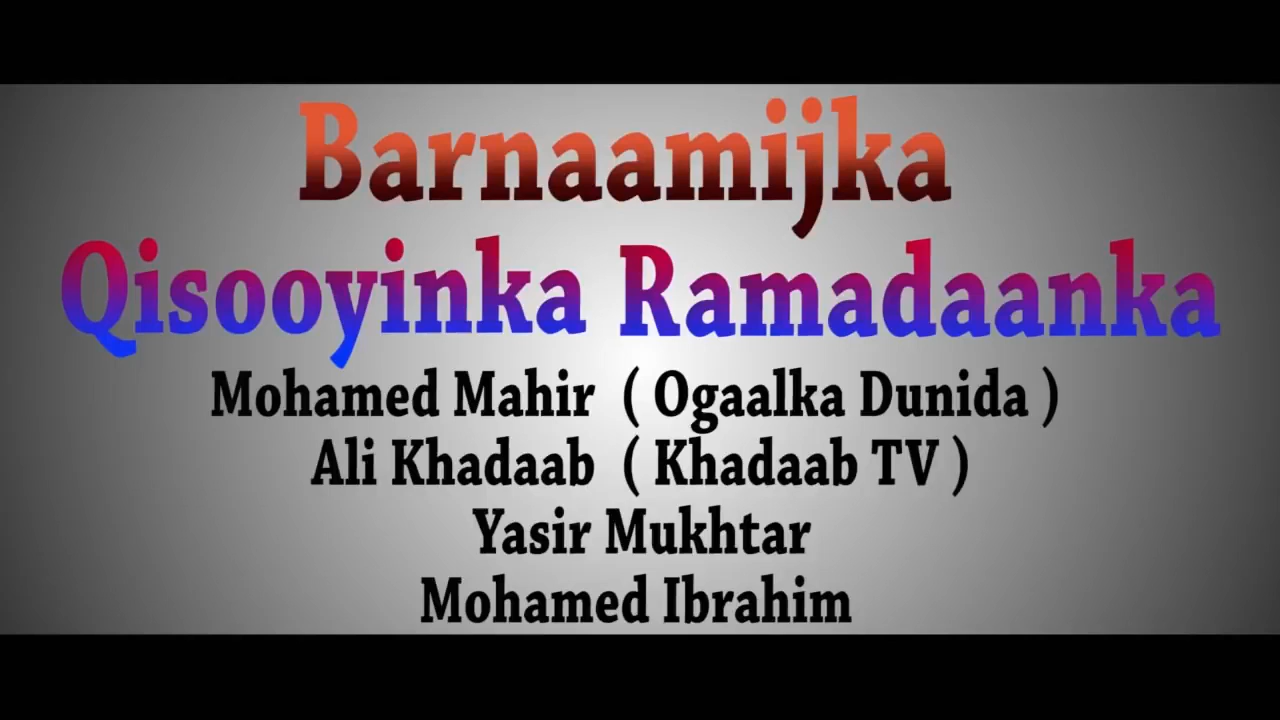 Barnaamijka
Qisooyinka Ramadaanka
Mohamed Mahir ( Ogaalka Dunida )
Ali Khadaab ( Khadaab TV )
Yasir Mukhtar
Mohamed Ibrahim